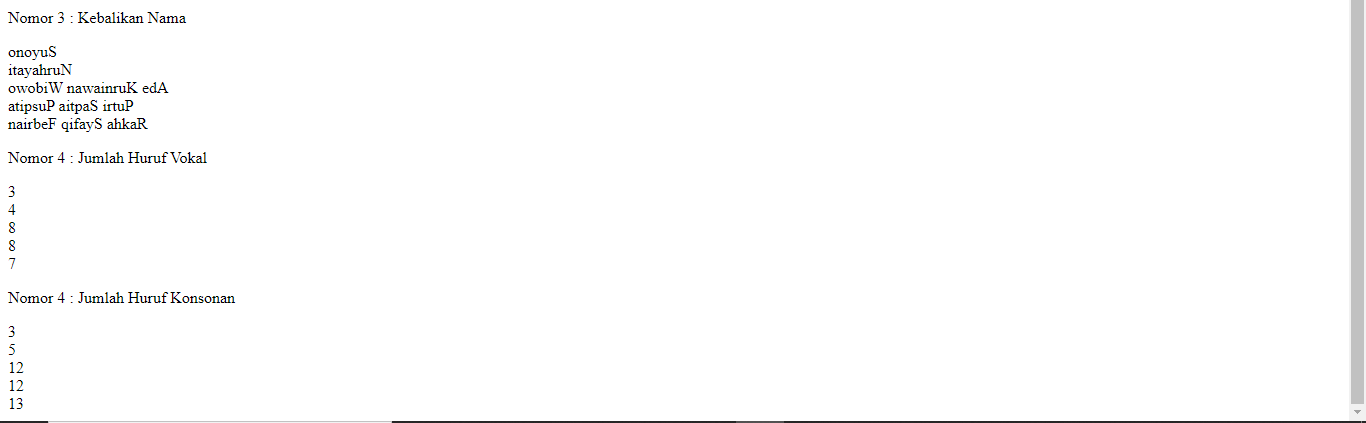 Nomor 3 : Kebalikan Nama
onoyuS
itayahruN
owobiW nawainruK edA
atipsuP aitpaS irtuP
nairbeF qifayS ahkaR
Nomor 4 : Jumlah Huruf Vokal
3
4
8
8
7
Nomor 4 : Jumlah Huruf Konsonan
3
5
12
12
13